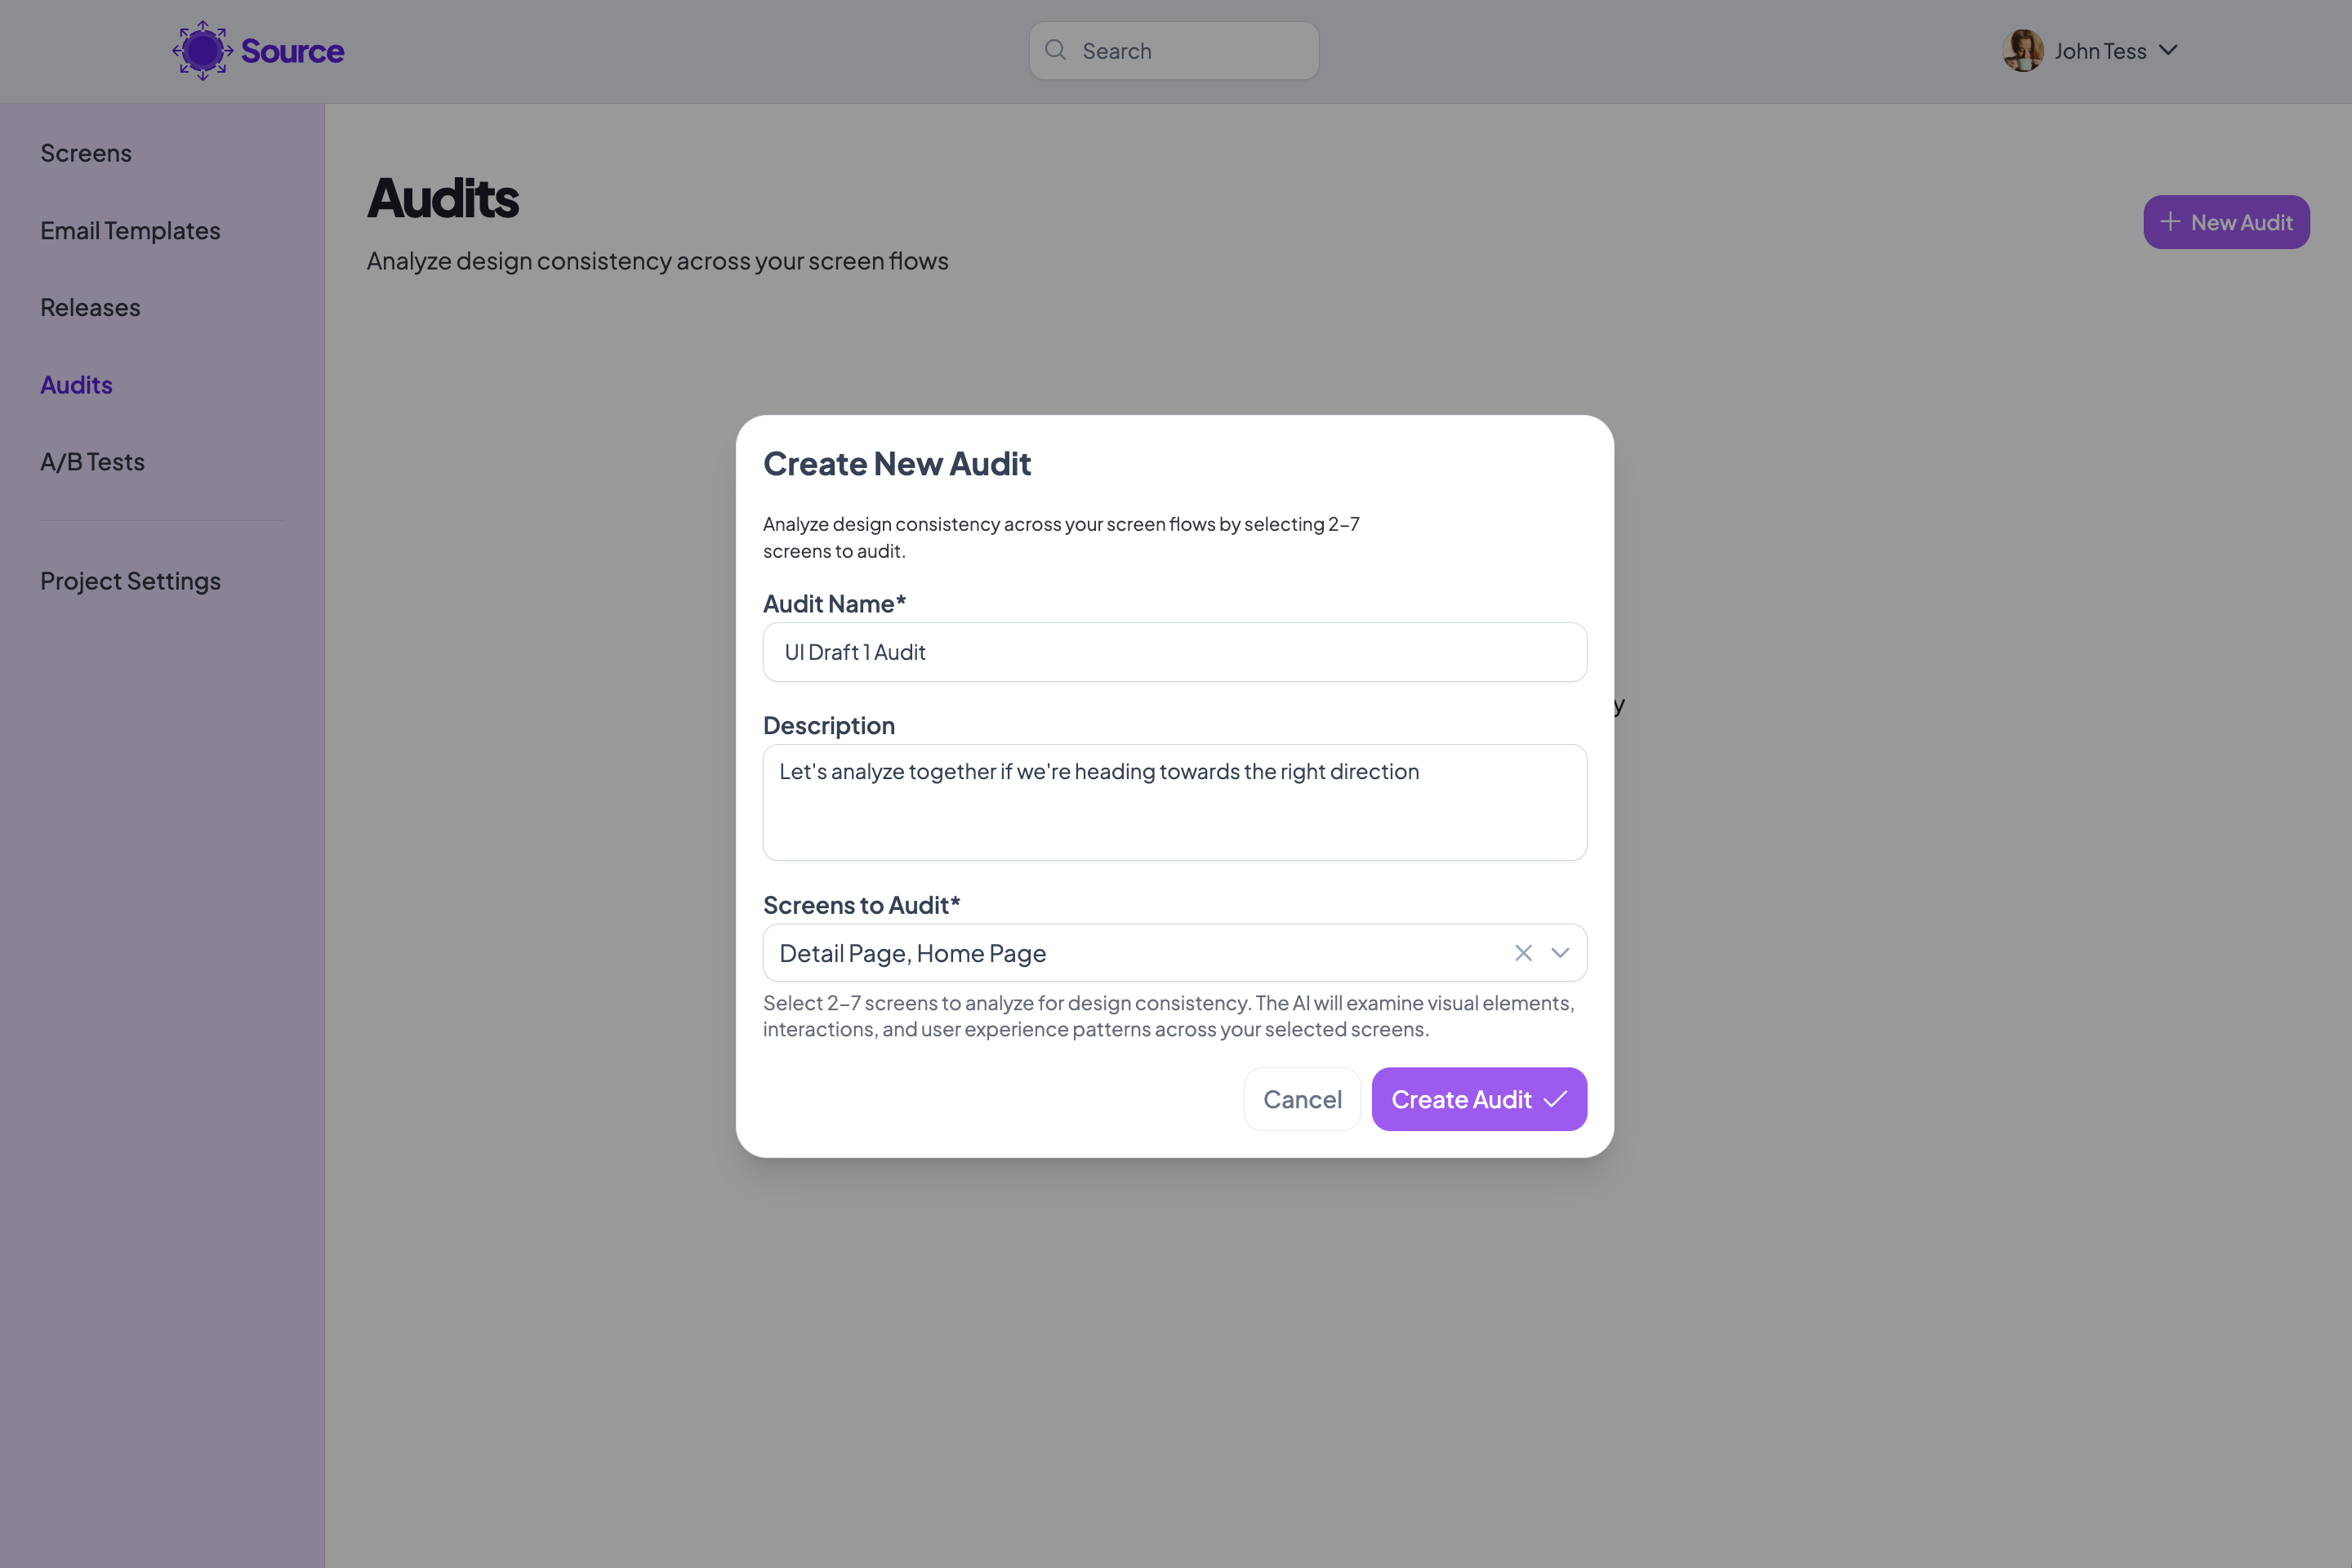 Source
Search
John Tess
Screens
Email Templates
Releases
Audits
A/B Tests
Project Settings
Audits
Analyze design consistency across your screen flows
New Audit
Create New Audit
Analyze design consistency across your screen flows by selecting 2–7
screens to audit.
Audit Name*
UI Draft 1 Audit
Description
Let's analyze together if we're heading towards the right direction
Screens to Audit*
Detail Page, Home Page
Select 2–7 screens to analyze for design consistency. The AI will examine visual elements,
interactions, and user experience patterns across your selected screens.
Cancel
Create Audit